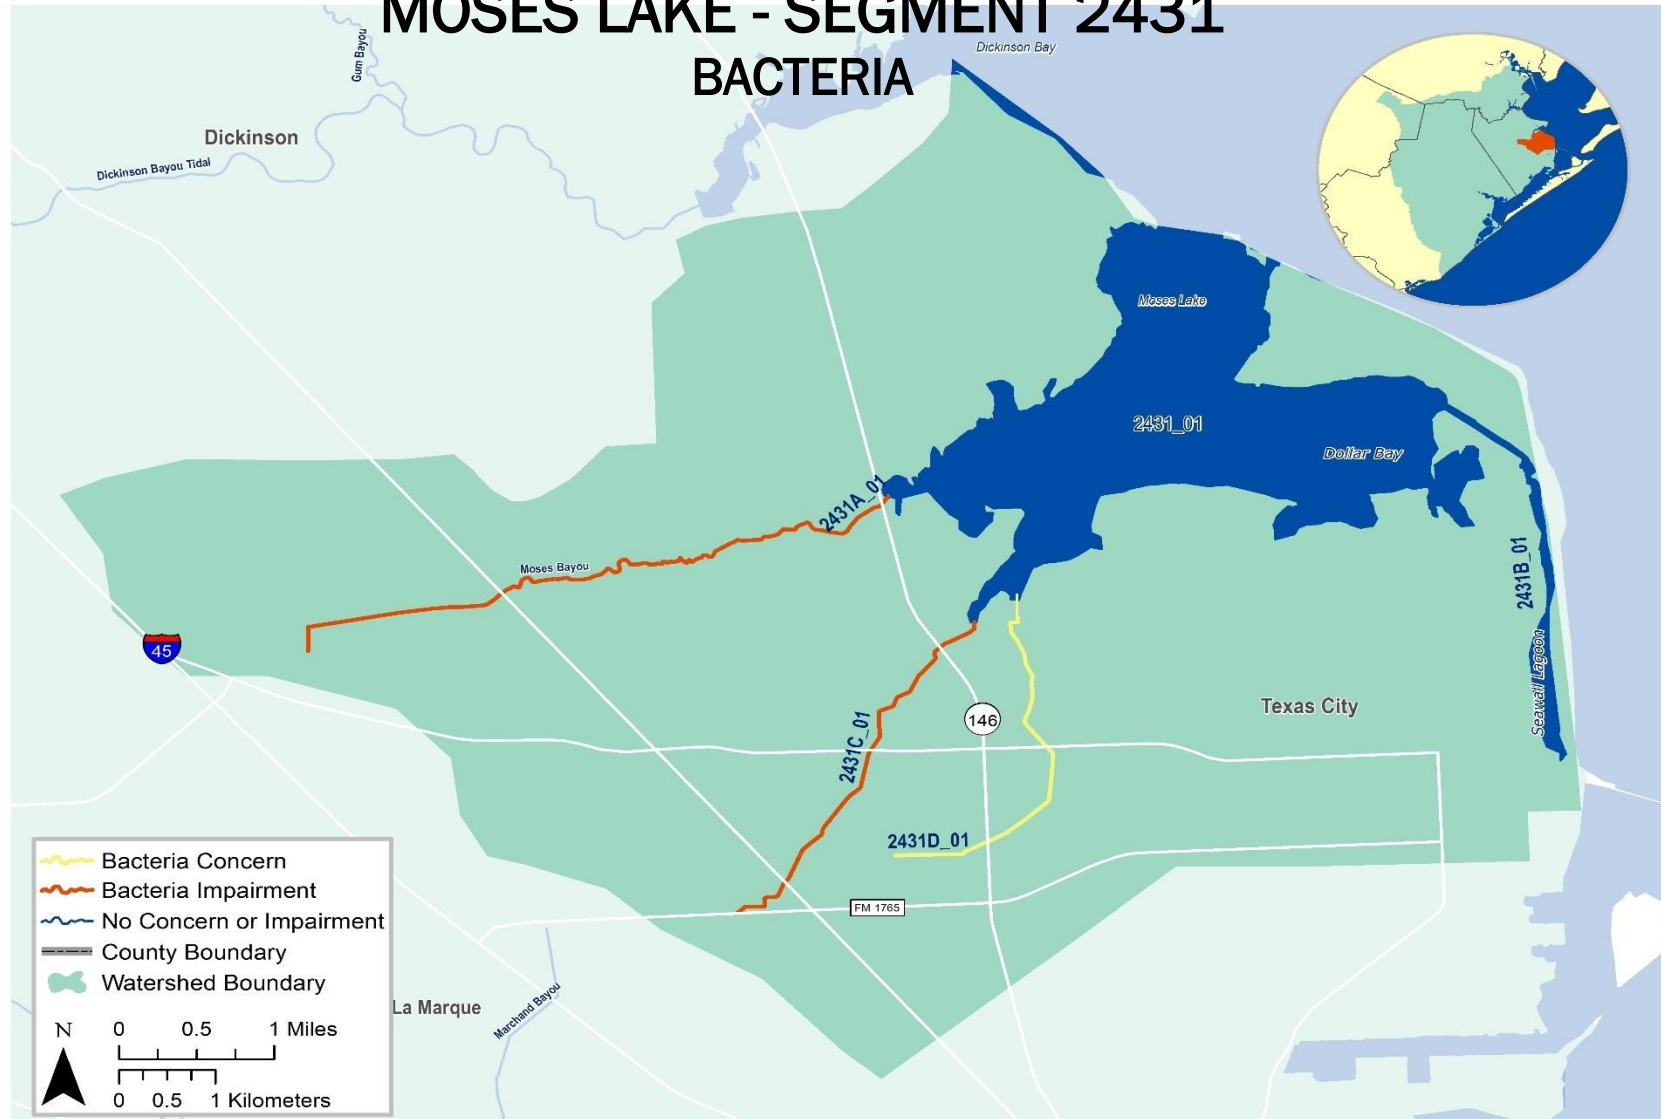 MOSES LAKE - SEGMENT 2431
BACTERIA
Dickinson Bay
Gum Bayou
Dickinson
Dickinson Bayou Tidal
Moses Lake
2431_01
Dollar Bay
2431A_01
Moses Bayou
2431B_01
Seawall Lagoon
45
Texas City
146
2431C_01
2431D_01
FM 1765
La Marque
Marchand Bayou
Bacteria Concern
Bacteria Impairment
No Concern or Impairment
County Boundary
Watershed Boundary
N
0 0.5 1 Miles
0 0.5 1 Kilometers